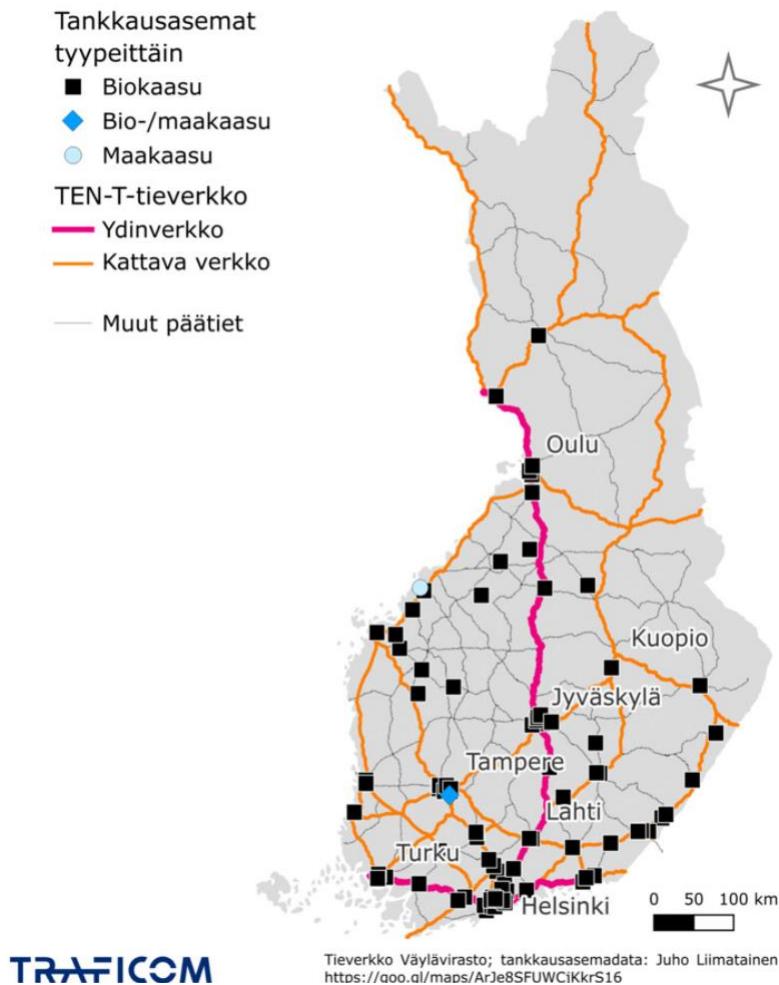 Tankkausasemat
tyypeittäin
Biokaasu
Bio-/maakaasu
Maakaasu
TEN-T-tieverkko
Ydinverkko
Kattava verkko
Muut päätiet
Oulu
Kuopio
Jyväskylä
Tampere
Lahti
Turku
Helsinki
0 50 100 km
TRAFICOM
Tieverkko Väylävirasto; tankkausasemadata: Juho Liimatainen
https://goo.gl/maps/ArJe8SFUWCjKkrS16